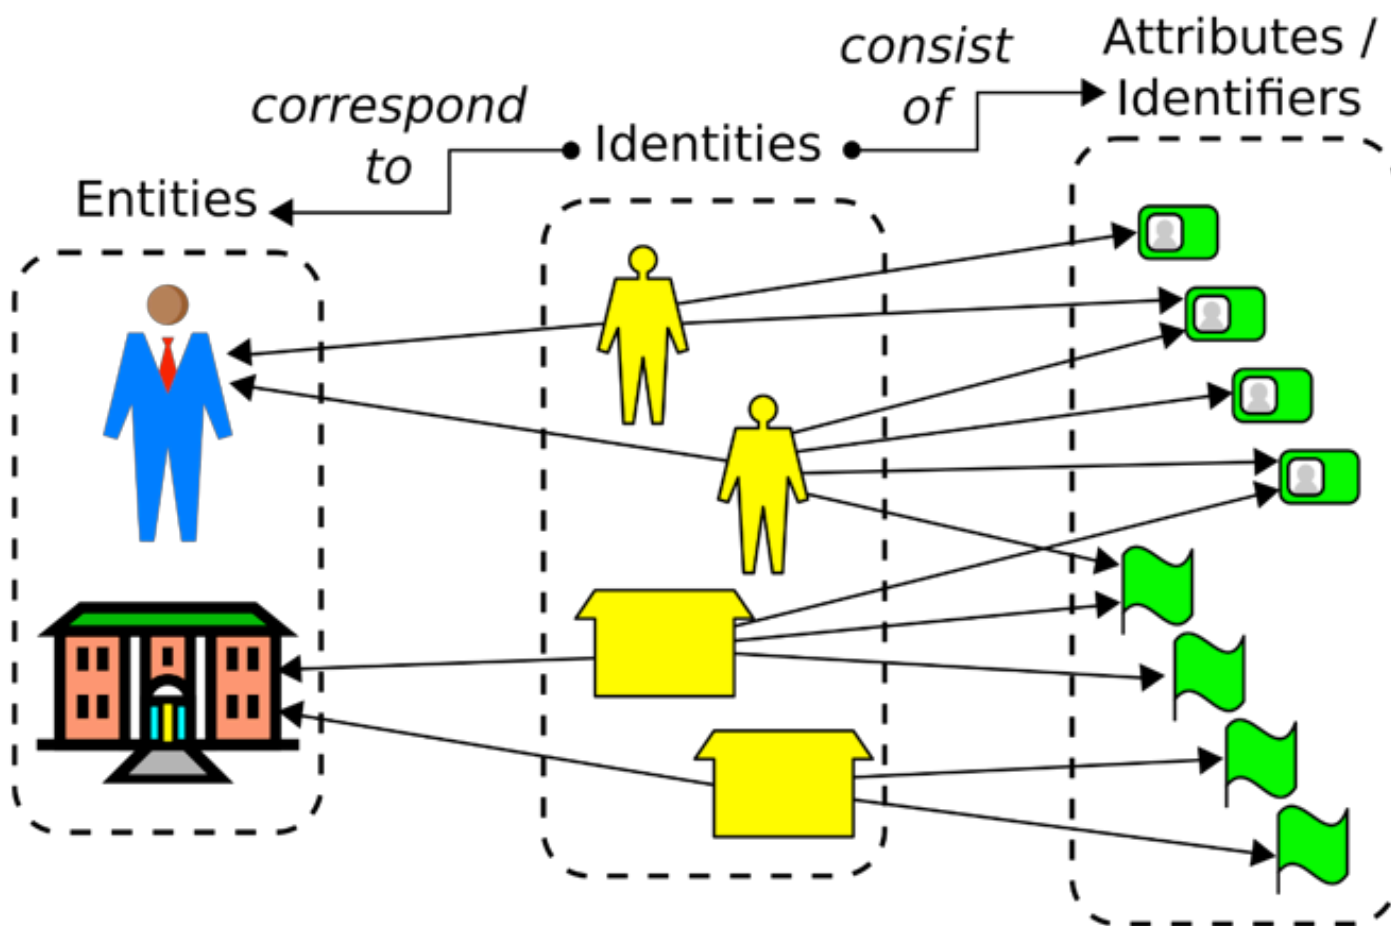 consist
of
Attributes /
Identifiers
correspond
to
Identities
Entities